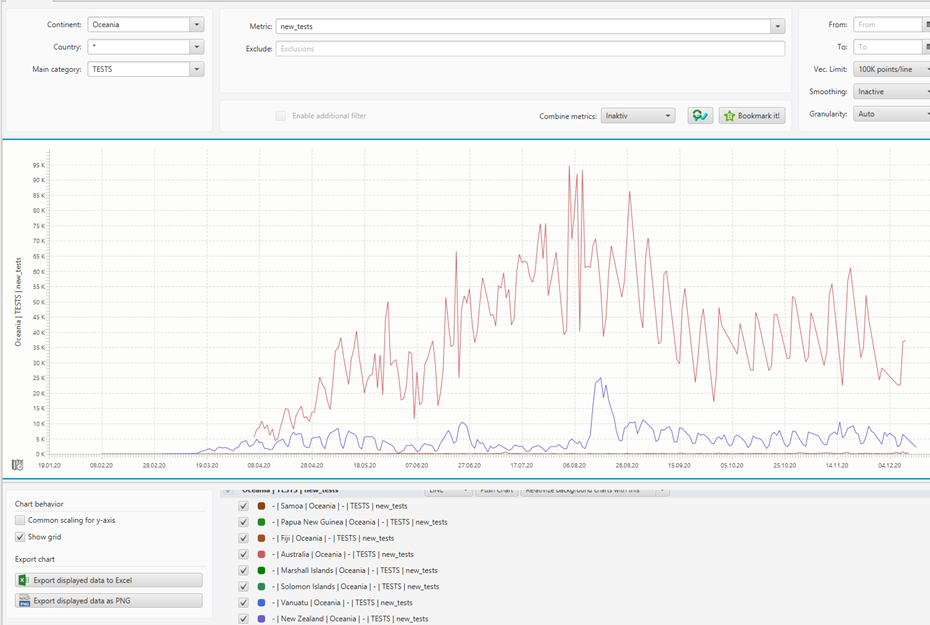 Continent: Oceania
Country: *
Main category: TESTS
Metric: new_tests
Exclude: Exclusions
From: From
To: To
Vec. Limit: 100K points/line
Smoothing: Inactive
Granularity: Auto
Enable additional filter
Combine metrics: Inaktiv
Bookmark it!
Oceania | TESTS | new_tests
95 K
90 K
85 K
80 K
75 K
70 K
65 K
60 K
55 K
50 K
45 K
40 K
35 K
30 K
25 K
20 K
15 K
10 K
5 K
0 K
19.01.20 08.02.20 28.02.20 19.03.20 08.04.20 28.04.20 18.05.20 07.06.20 27.06.20 17.07.20 06.08.20 26.08.20 15.09.20 05.10.20 25.10.20 14.11.20 04.12.20
Chart behavior
Common scaling for y-axis
Show grid
Export chart
Export displayed data to Excel
Export displayed data as PNG
Oceania | TESTS | new_tests LINE Push Chart Relativize background charts with this
- | Samoa | Oceania | - | TESTS | new_tests
- | Papua New Guinea | Oceania | - | TESTS | new_tests
- | Fiji | Oceania | - | TESTS | new_tests
- | Australia | Oceania | - | TESTS | new_tests
- | Marshall Islands | Oceania | - | TESTS | new_tests
- | Solomon Islands | Oceania | - | TESTS | new_tests
- | Vanuatu | Oceania | - | TESTS | new_tests
- | New Zealand | Oceania | - | TESTS | new_tests